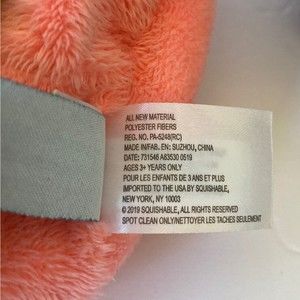 ALL NEW MATERIAL
POLYESTER FIBERS
REG. NO. PA-5248(RC)
MADE IN/FAB. EN: SUZHOU, CHINA
DATE: 731546 A83530 0519
AGES 3+ YEARS ONLY
POUR LES ENFANTS DE 3 ANS ET PLUS
IMPORTED TO THE USA BY SQUISHABLE,
NEW YORK, NY 10003
© 2019 SQUISHABLE, ALL RIGHTS RESERVED
SPOT CLEAN ONLY/NETTOYER LES TACHES SEULEMENT